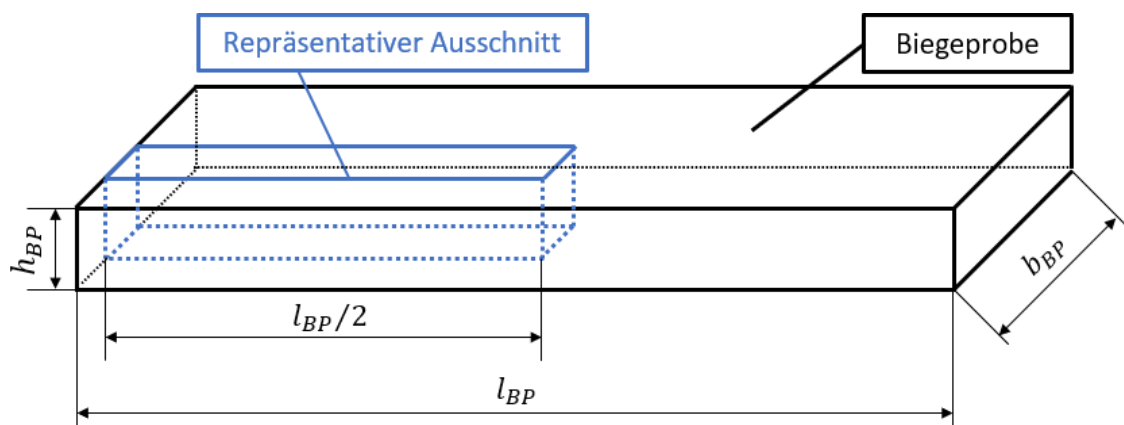 Repräsentativer Ausschnitt
Biegeprobe
h_BP
b_BP
l_BP/2
l_BP